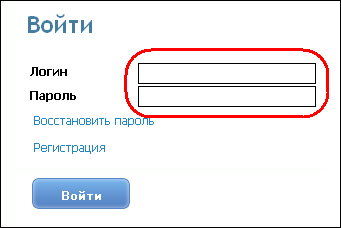 Войти
Логин
Пароль
Восстановить пароль
Регистрация
Войти